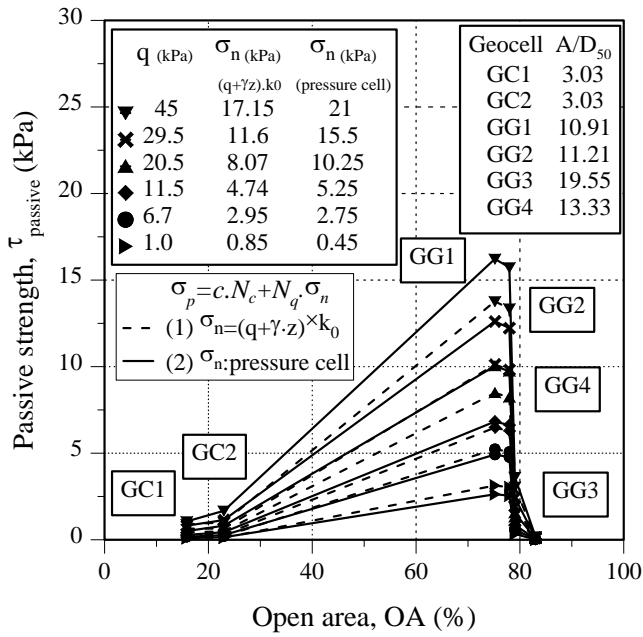 Passive strength, τpassive (kPa)
30
25
20
15
10
5
0
q (kPa) σn (kPa) σn (kPa)
(q+γz).k0 (pressure cell)
45 17.15 21
29.5 11.6 15.5
20.5 8.07 10.25
11.5 4.74 5.25
6.7 2.95 2.75
1.0 0.85 0.45
Geocell A/D50
GC1 3.03
GC2 3.03
GG1 10.91
GG2 11.21
GG3 19.55
GG4 13.33
σp=c.Nc+Nq.σn
(1) σn=(q+γ.z)×k0
(2) σn:pressure cell
GG1
GG2
GG4
GC2
GC1
GG3
0 20 40 60 80 100
Open area, OA (%)